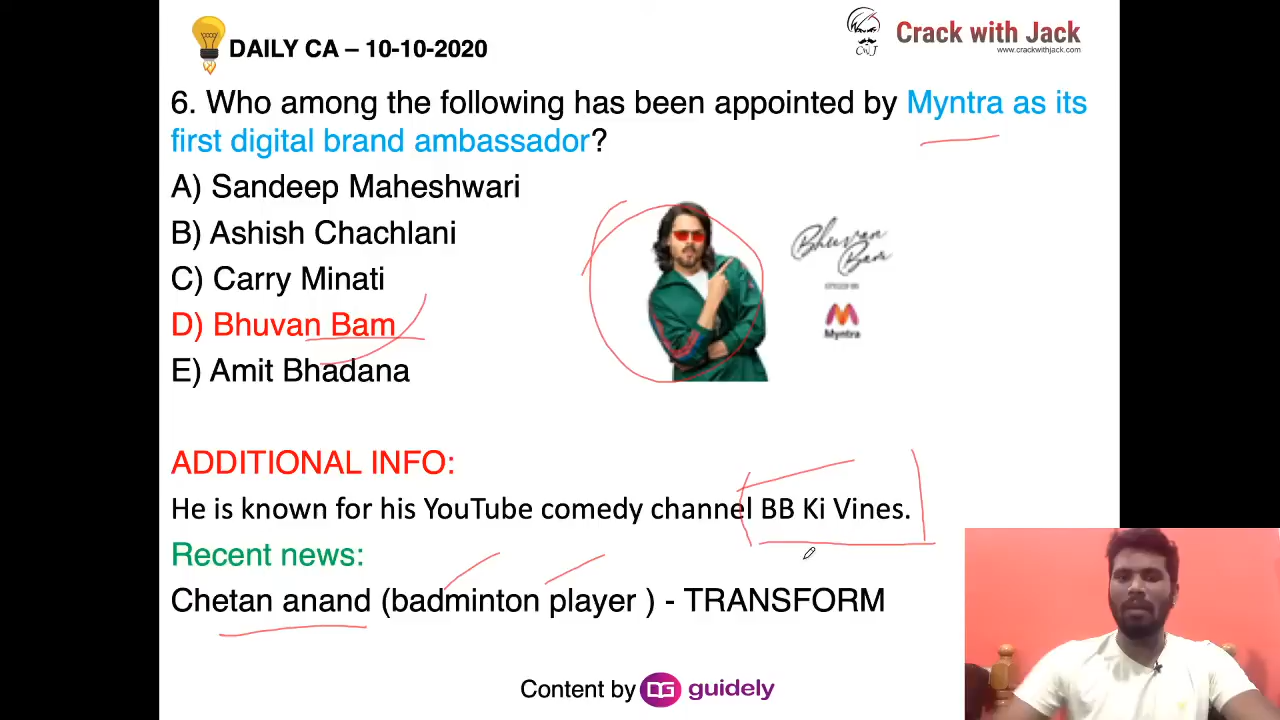 DAILY CA – 10-10-2020
Crack with Jack
www.crackwithjack.com
CWJ
6. Who among the following has been appointed by Myntra as its
first digital brand ambassador?
A) Sandeep Maheshwari
B) Ashish Chachlani
C) Carry Minati
D) Bhuvan Bam
E) Amit Bhadana
Bhuvan
Bam
Myntra
ADDITIONAL INFO:
He is known for his YouTube comedy channel BB Ki Vines.
Recent news:
Chetan anand (badminton player ) - TRANSFORM
Content by guidely